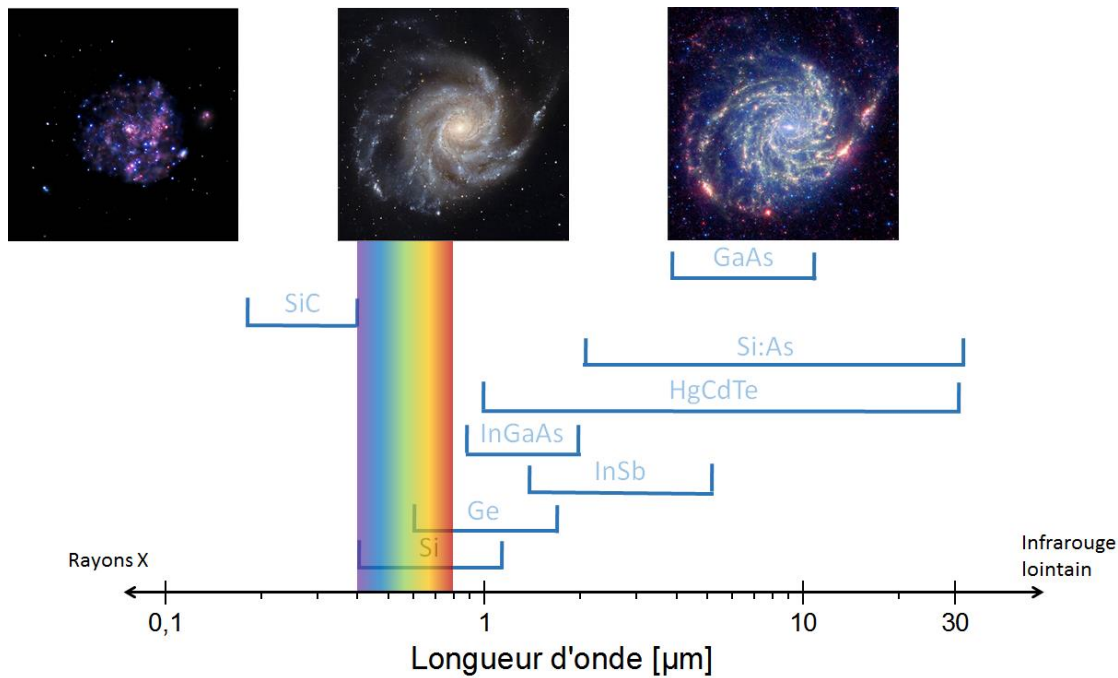 GaAs
SiC
Si:As
HgCdTe
InGaAs
InSb
Ge
Si
Rayons X
Infrarouge
lointain
0,1
1
10
30
Longueur d'onde [µm]